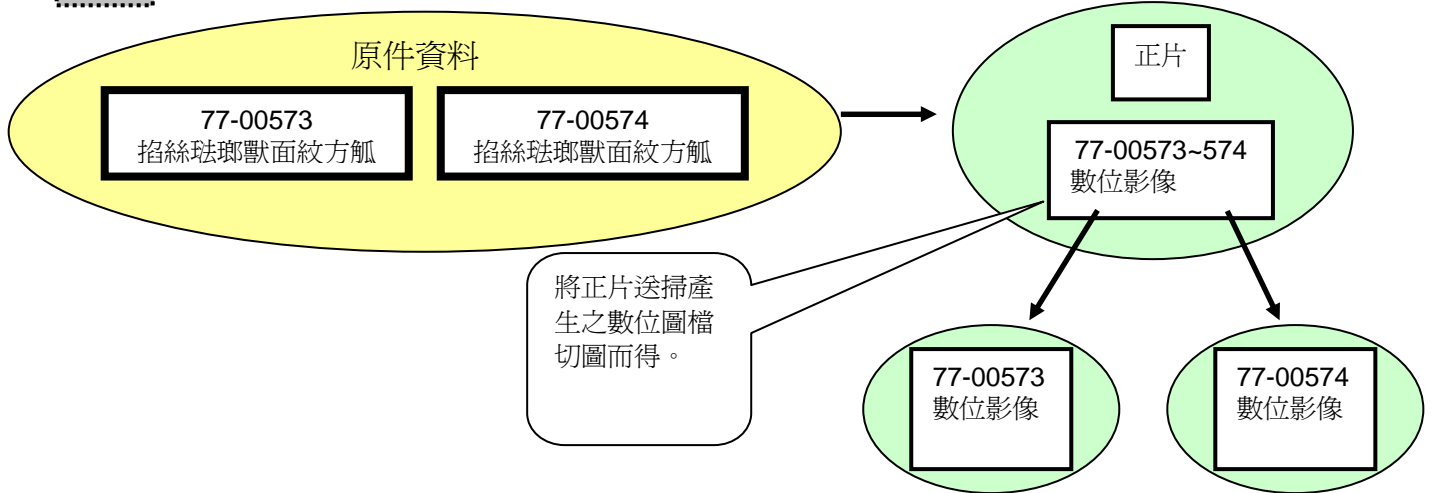 原件資料
77-00573
掐絲琺瑯獸面紋方觚
77-00574
掐絲琺瑯獸面紋方觚
正片
77-00573~574
數位影像
將正片送掃產
生之數位圖檔
切圖而得。
77-00573
數位影像
77-00574
數位影像